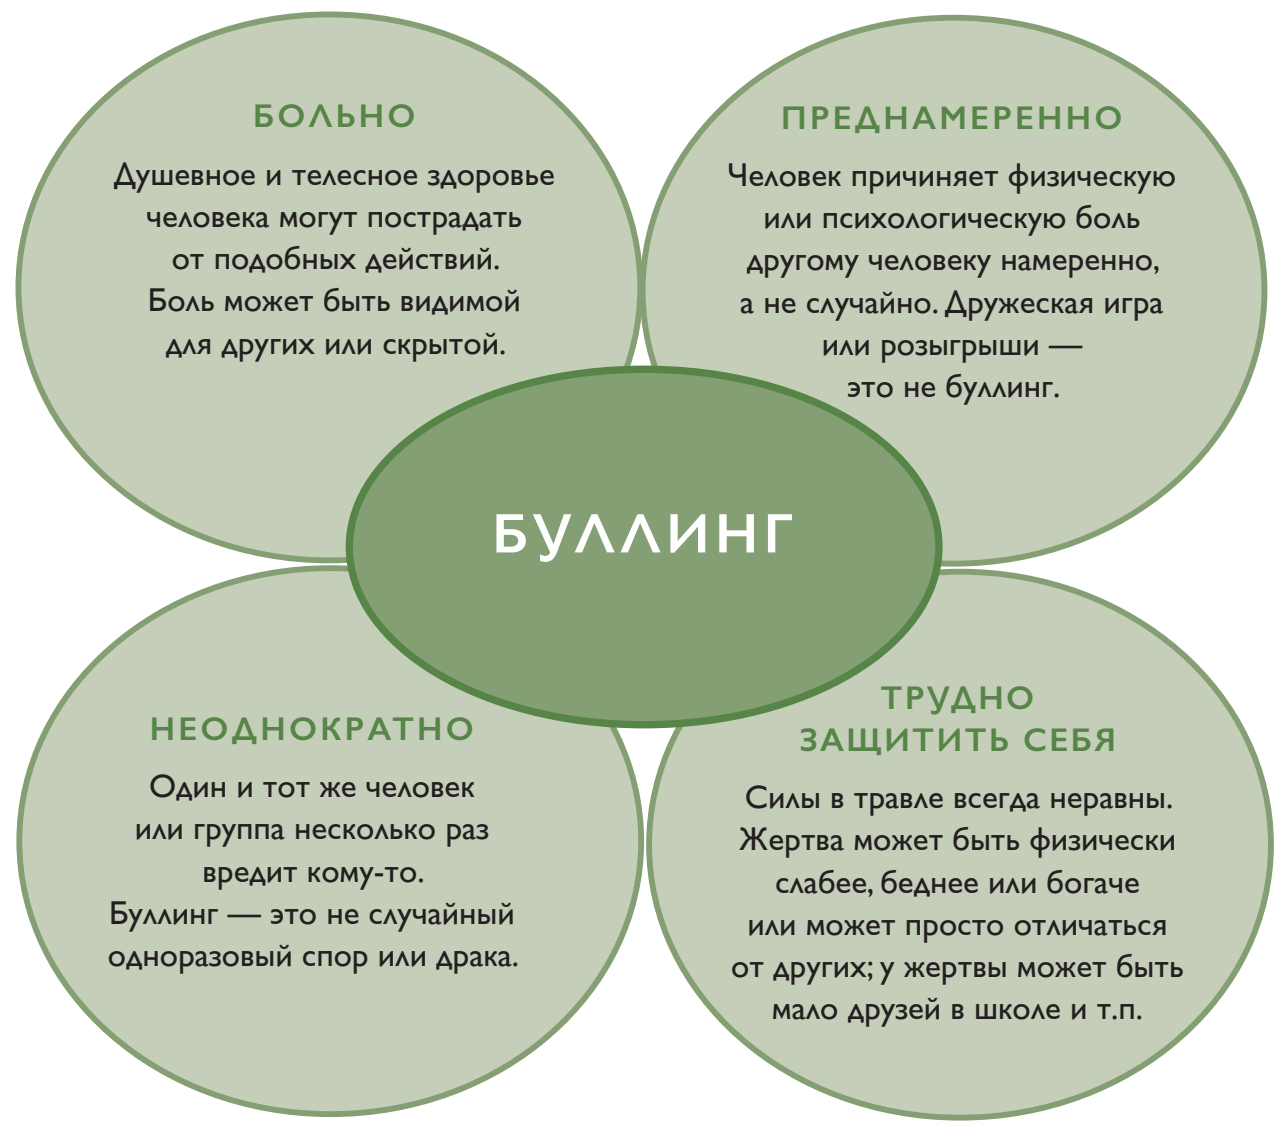 БОЛЬНО
Душевное и телесное здоровье
человека могут пострадать
от подобных действий.
Боль может быть видимой
для других или скрытой.
ПРЕДНАМЕРЕННО
Человек причиняет физическую
или психологическую боль
другому человеку намеренно,
а не случайно. Дружеская игра
или розыгрыши —
это не буллинг.
БУЛЛИНГ
НЕОДНОКРАТНО
Один и тот же человек
или группа несколько раз
вредит кому-то.
Буллинг — это не случайный
одноразовый спор или драка.
ТРУДНО
ЗАЩИТИТЬ СЕБЯ
Силы в травле всегда неравны.
Жертва может быть физически
слабее, беднее или богаче
или может просто отличаться
от других; у жертвы может быть
мало друзей в школе и т.п.